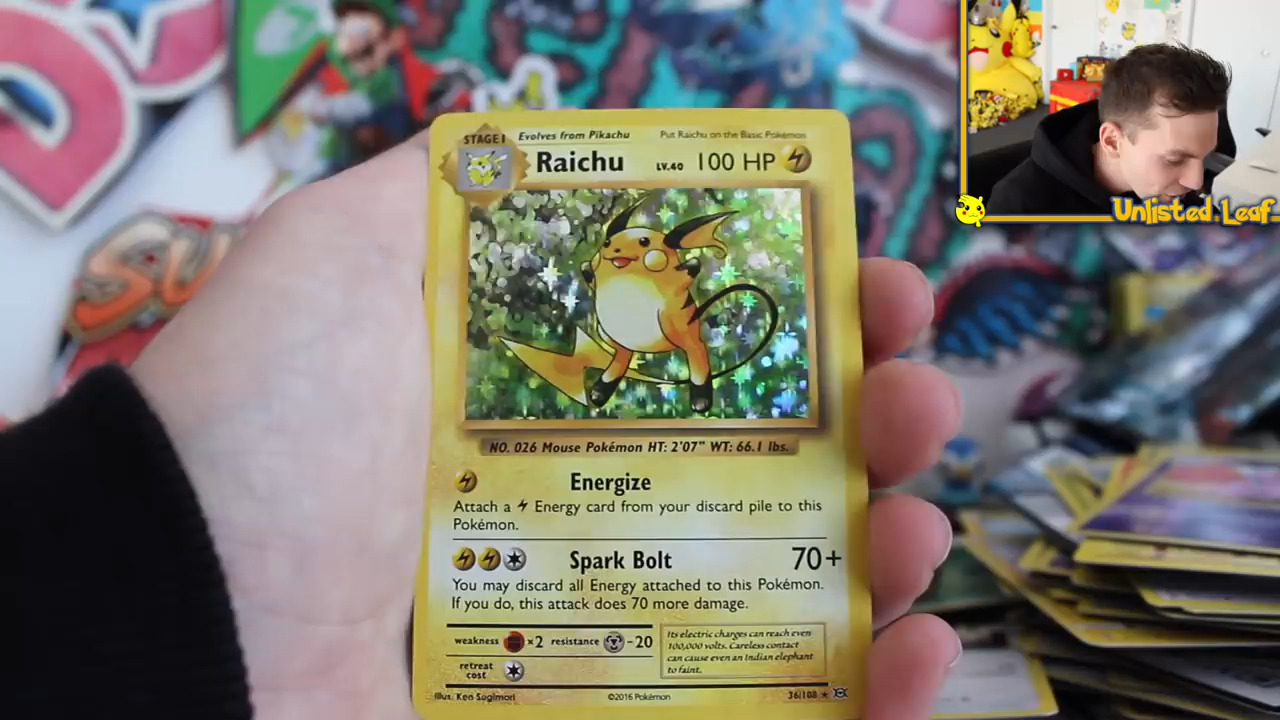 STAGE 1 Evolves from Pikachu Put Raichu on the Basic Pokémon
Raichu LV.40 100 HP
NO. 026 Mouse Pokémon HT: 2'07" WT: 66.1 lbs.
Energize
Attach a Energy card from your discard pile to this
Pokémon.
Spark Bolt 70+
You may discard all Energy attached to this Pokémon.
If you do, this attack does 70 more damage.
weakness ×2 resistance -20
retreat
cost
Its electric charges can reach even
100,000 volts. Careless contact
can cause even an Indian elephant
to faint.
Illus. Ken Sugimori ©2016 Pokémon 36/108 ★
Unlisted Leaf
SU